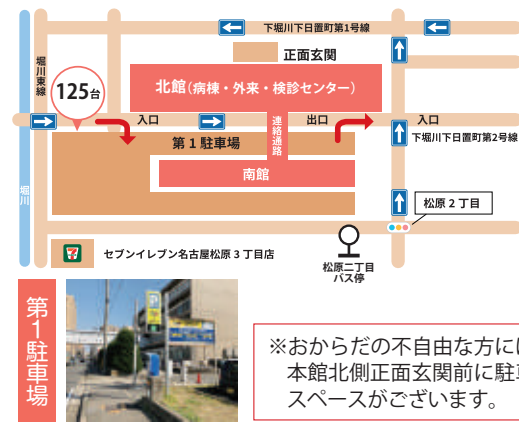 下堀川下日置町第1号線
堀川東線
正面玄関
125台
北館(病棟・外来・検診センター)
入口
連絡通路
出口
入口
下堀川下日置町第2号線
第1駐車場
南館
堀川
松原2丁目
7
セブンイレブン名古屋松原3丁目店
松原二丁目
バス停
第1駐車場
P
※おからだの不自由な方に
本館北側正面玄関前に駐
スペースがございます。